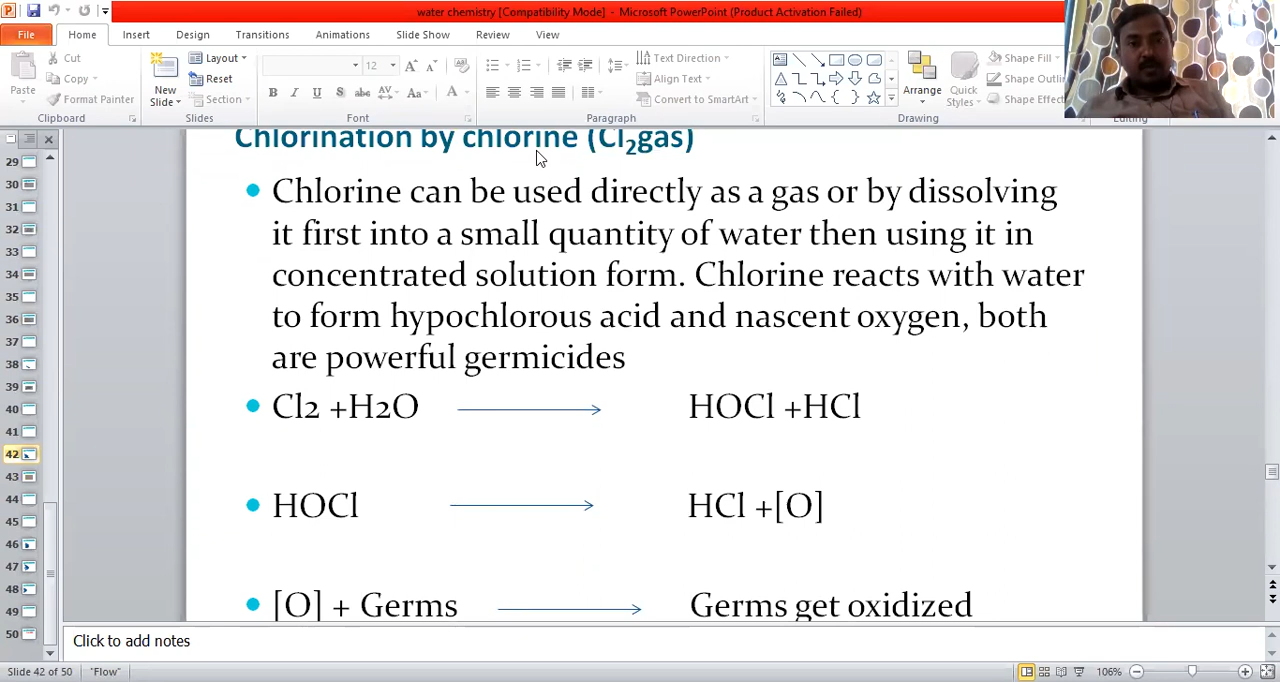 water chemistry [Compatibility Mode] - Microsoft PowerPoint (Product Activation Failed)
File Home Insert Design Transitions Animations Slide Show Review View
Paste
Cut
Copy
Format Painter
Clipboard
New Slide
Layout
Reset
Section
Slides
12
B I U S abc AV Aa A
Font
Text Direction
Align Text
Convert to SmartArt
Paragraph
Arrange
Quick Styles
Shape Fill
Shape Outlin
Shape Effect
Drawing
Editing
29
30
31
32
33
34
35
36
37
38
39
40
41
42
43
44
45
46
47
48
49
50
Chlorination by chlorine (Cl₂gas)
Chlorine can be used directly as a gas or by dissolving
it first into a small quantity of water then using it in
concentrated solution form. Chlorine reacts with water
to form hypochlorous acid and nascent oxygen, both
are powerful germicides
Cl2 +H2O HOCl +HCl
HOCl HCl +[O]
[O] + Germs Germs get oxidized
Click to add notes
Slide 42 of 50 "Flow" 106%